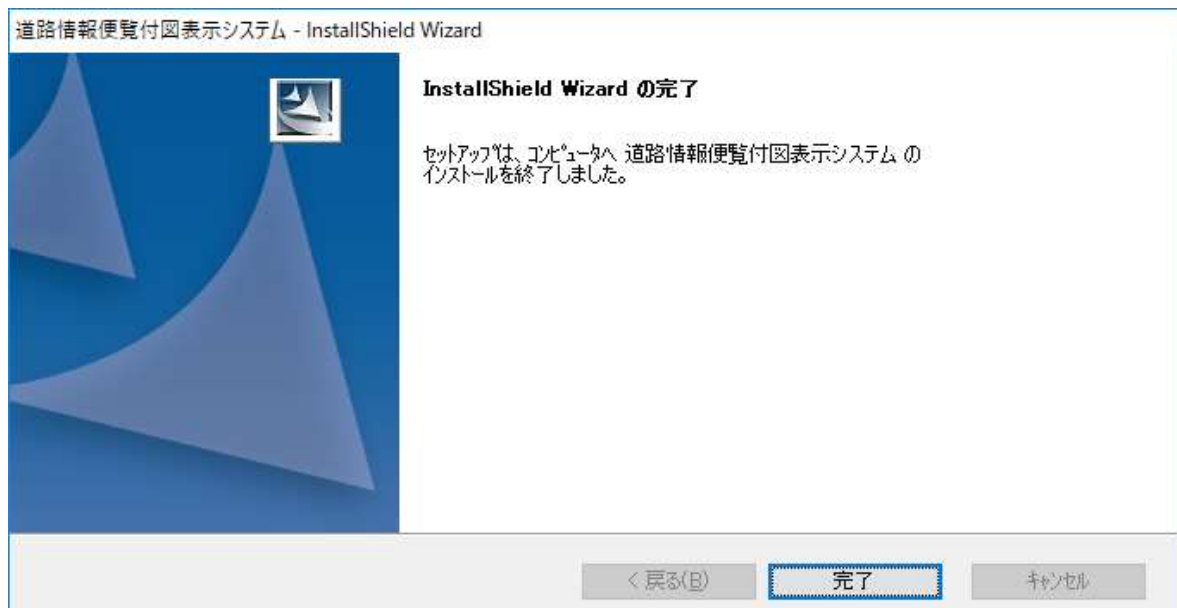 道路情報便覧付図表示システム - InstallShield Wizard
InstallShield Wizard の完了
ｾｯﾄｱｯﾌﾟは、ｺﾝﾋﾟｭｰﾀへ 道路情報便覧付図表示システム の
ｲﾝｽﾄｰﾙを終了しました。
< 戻る(B)
完了
ｷｬﾝｾﾙ